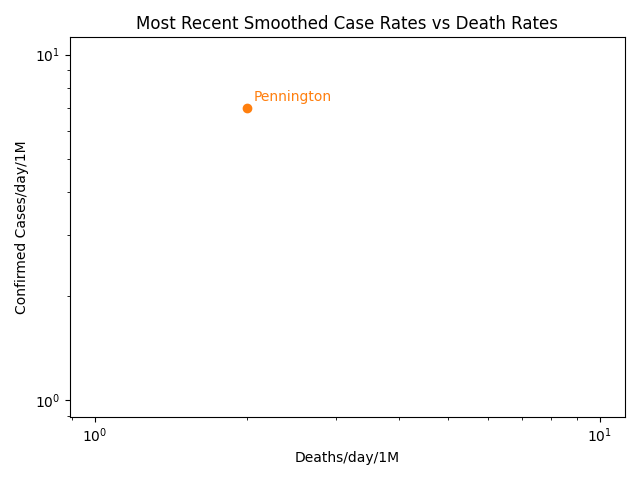 Most Recent Smoothed Case Rates vs Death Rates
10¹
Pennington
Confirmed Cases/day/1M
10⁰
10⁰ 10¹
Deaths/day/1M